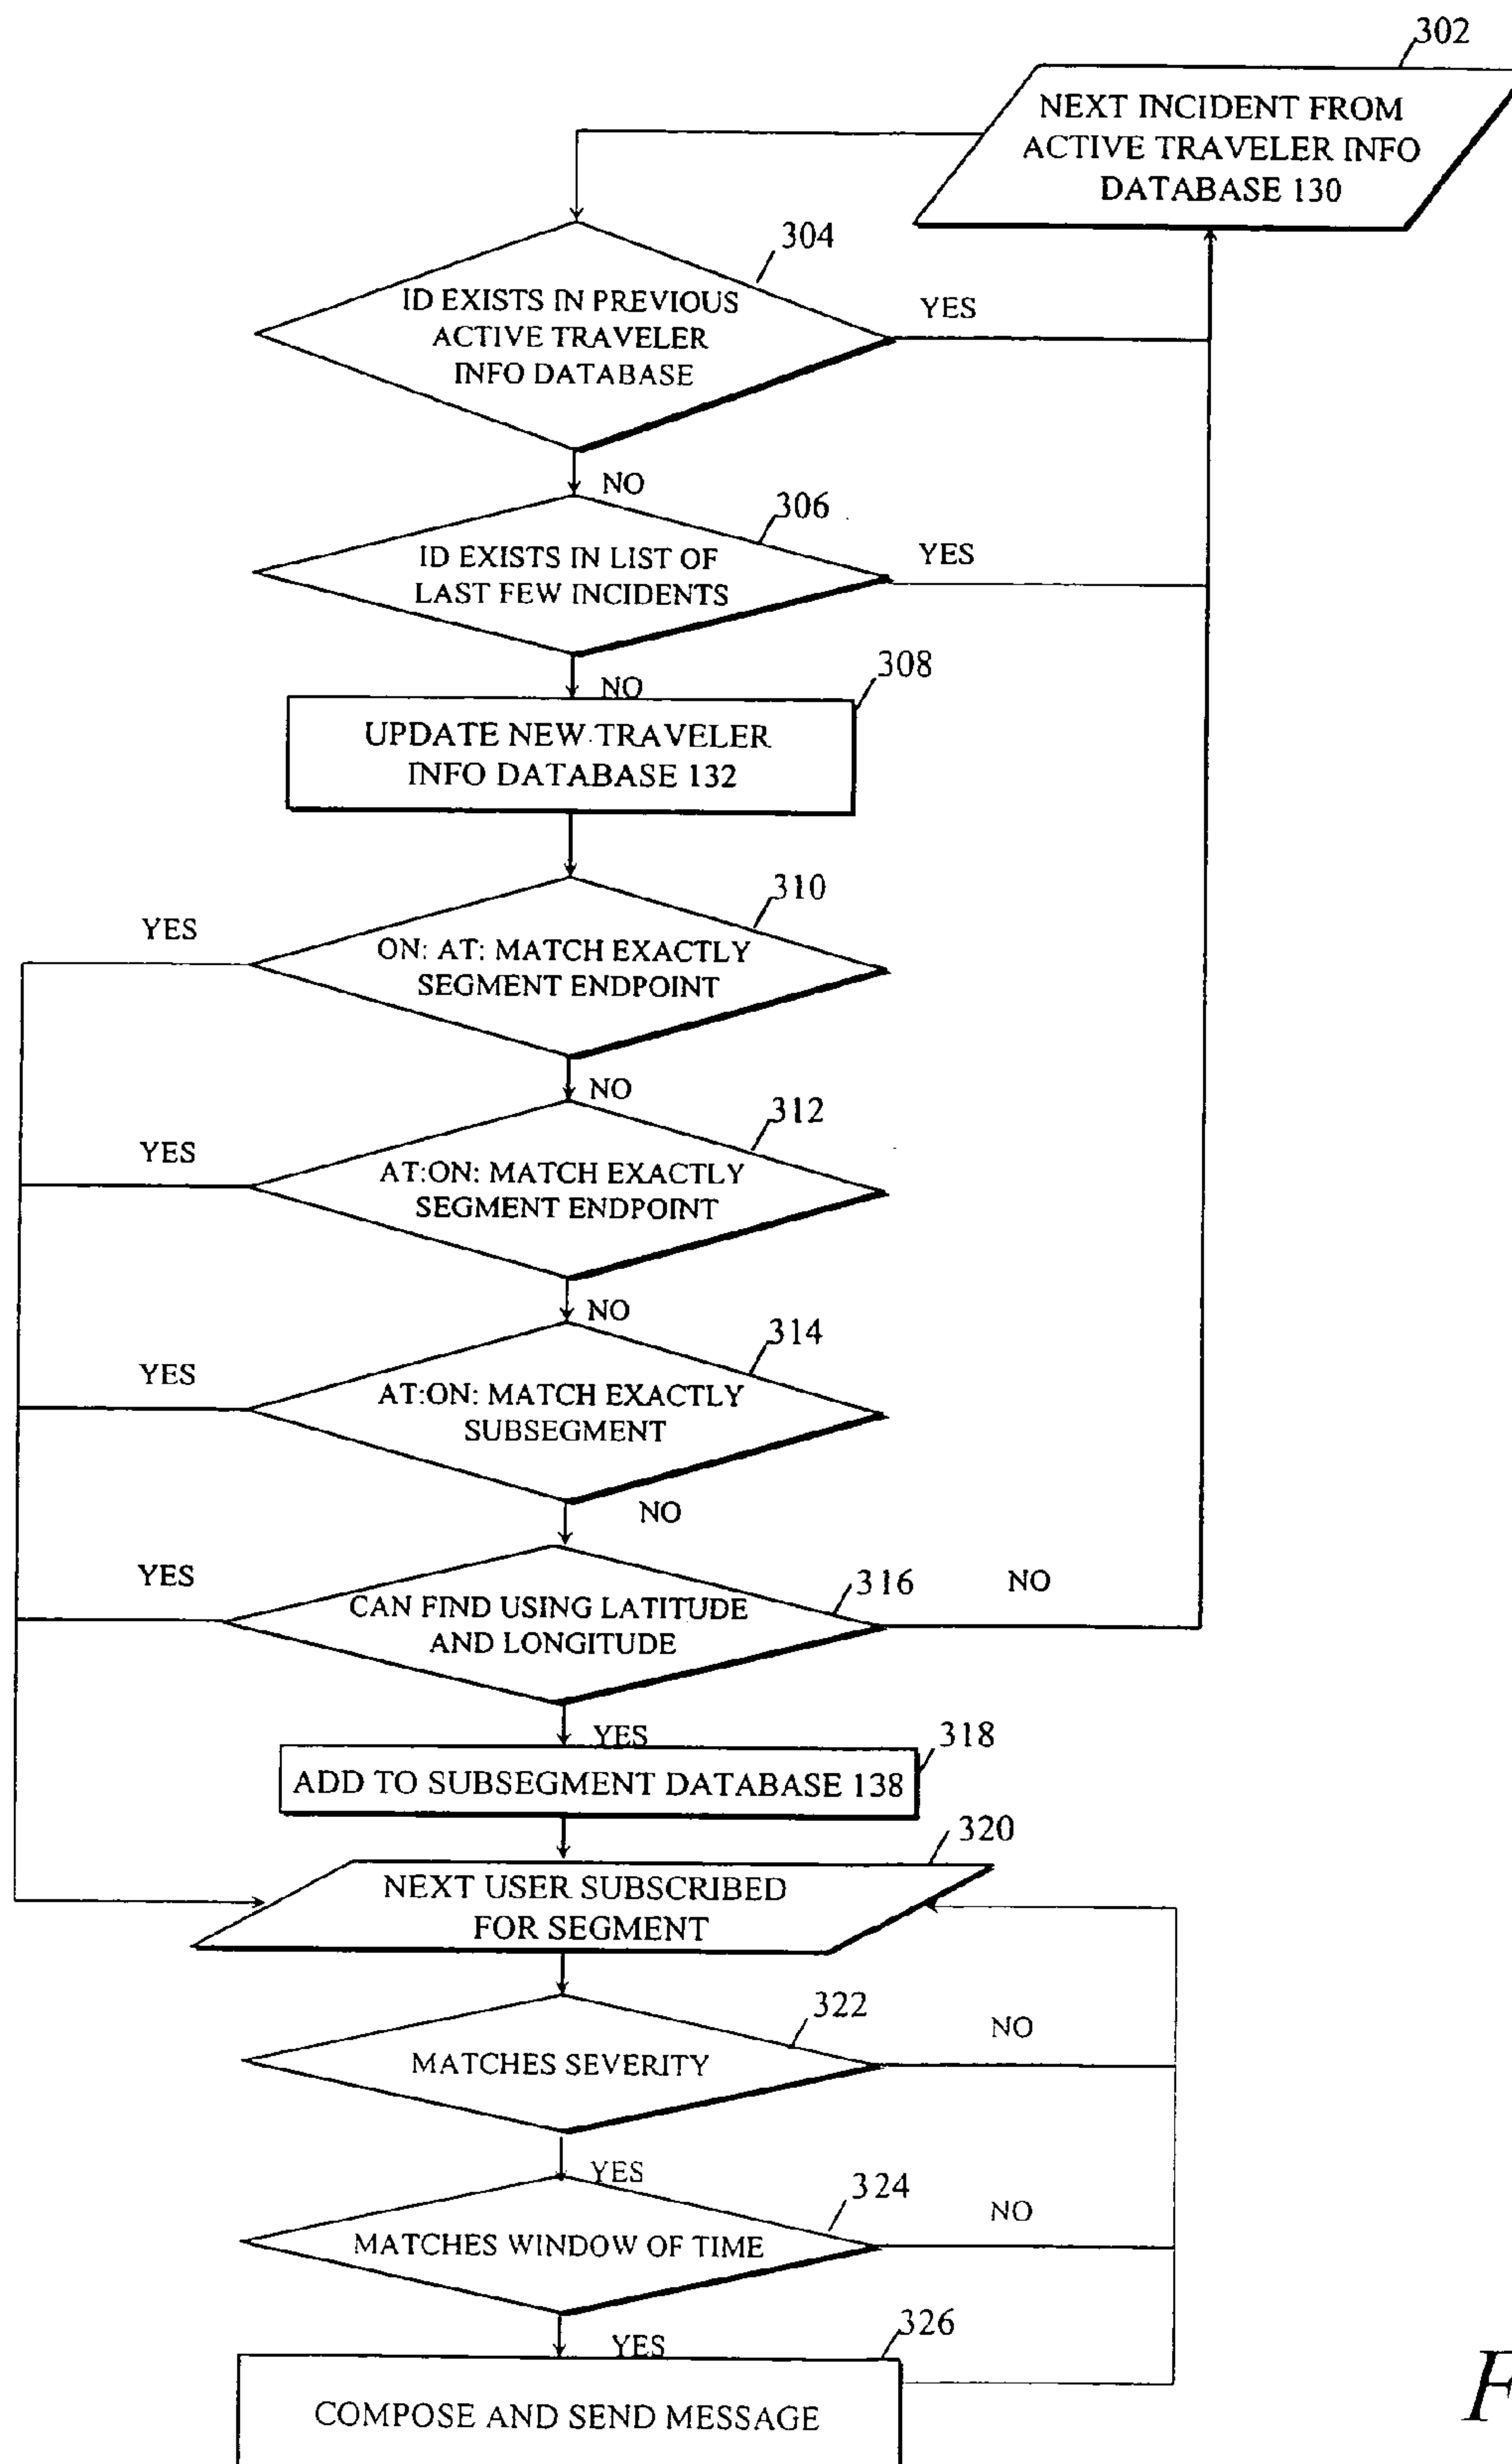 302
NEXT INCIDENT FROM
ACTIVE TRAVELER INFO
DATABASE 130
304
ID EXISTS IN PREVIOUS
ACTIVE TRAVELER
INFO DATABASE
YES
NO
306
ID EXISTS IN LIST OF
LAST FEW INCIDENTS
YES
NO
308
UPDATE NEW TRAVELER
INFO DATABASE 132
310
YES
ON: AT: MATCH EXACTLY
SEGMENT ENDPOINT
NO
312
YES
AT:ON: MATCH EXACTLY
SEGMENT ENDPOINT
NO
314
YES
AT:ON: MATCH EXACTLY
SUBSEGMENT
NO
YES
316
NO
CAN FIND USING LATITUDE
AND LONGITUDE
YES
318
ADD TO SUBSEGMENT DATABASE 138
320
NEXT USER SUBSCRIBED
FOR SEGMENT
322
NO
MATCHES SEVERITY
YES
324
NO
MATCHES WINDOW OF TIME
YES
326
COMPOSE AND SEND MESSAGE
F